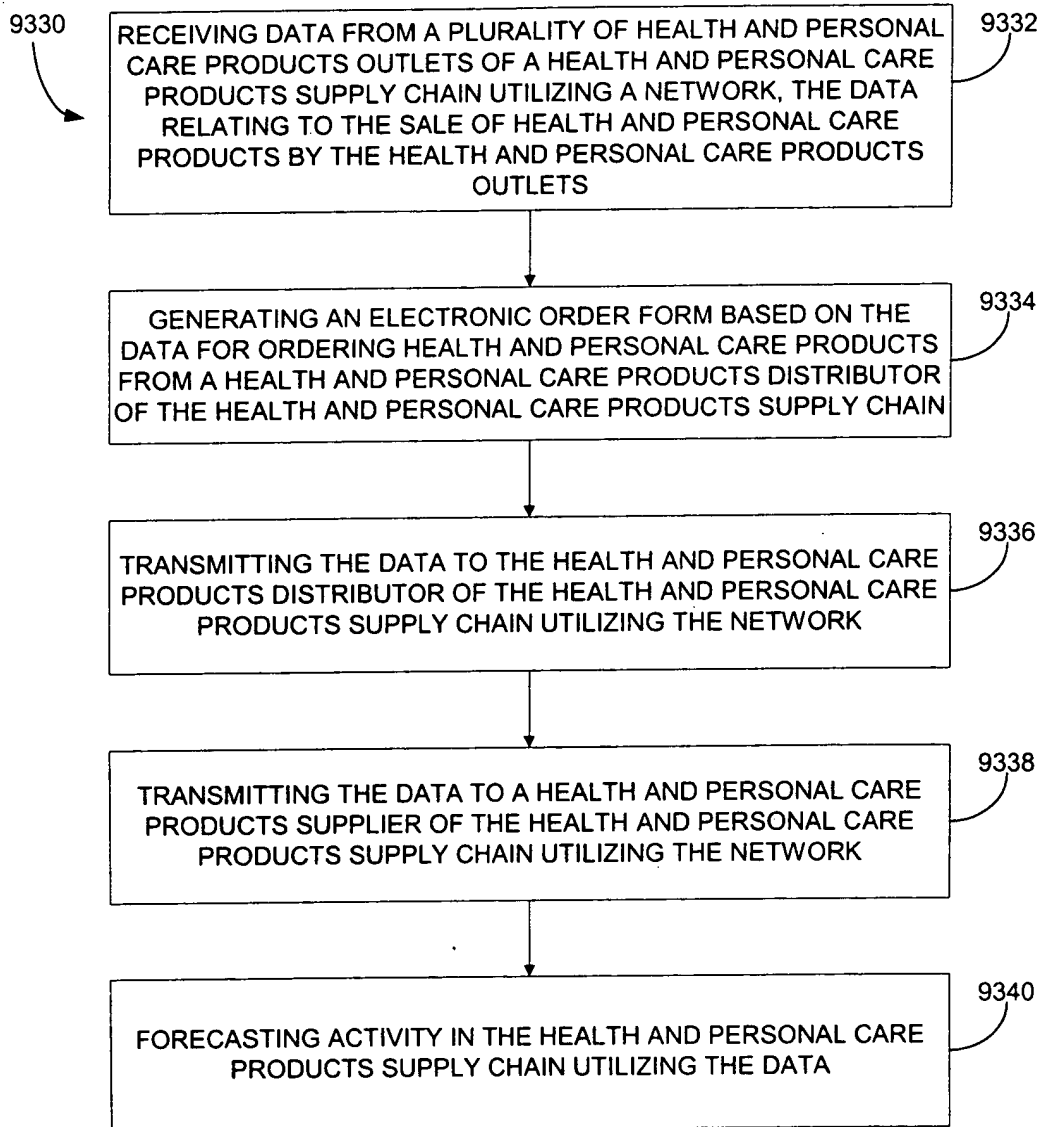 9330
9332
RECEIVING DATA FROM A PLURALITY OF HEALTH AND PERSONAL
CARE PRODUCTS OUTLETS OF A HEALTH AND PERSONAL CARE
PRODUCTS SUPPLY CHAIN UTILIZING A NETWORK, THE DATA
RELATING TO THE SALE OF HEALTH AND PERSONAL CARE
PRODUCTS BY THE HEALTH AND PERSONAL CARE PRODUCTS
OUTLETS
9334
GENERATING AN ELECTRONIC ORDER FORM BASED ON THE
DATA FOR ORDERING HEALTH AND PERSONAL CARE PRODUCTS
FROM A HEALTH AND PERSONAL CARE PRODUCTS DISTRIBUTOR
OF THE HEALTH AND PERSONAL CARE PRODUCTS SUPPLY CHAIN
9336
TRANSMITTING THE DATA TO THE HEALTH AND PERSONAL CARE
PRODUCTS DISTRIBUTOR OF THE HEALTH AND PERSONAL CARE
PRODUCTS SUPPLY CHAIN UTILIZING THE NETWORK
9338
TRANSMITTING THE DATA TO A HEALTH AND PERSONAL CARE
PRODUCTS SUPPLIER OF THE HEALTH AND PERSONAL CARE
PRODUCTS SUPPLY CHAIN UTILIZING THE NETWORK
9340
FORECASTING ACTIVITY IN THE HEALTH AND PERSONAL CARE
PRODUCTS SUPPLY CHAIN UTILIZING THE DATA